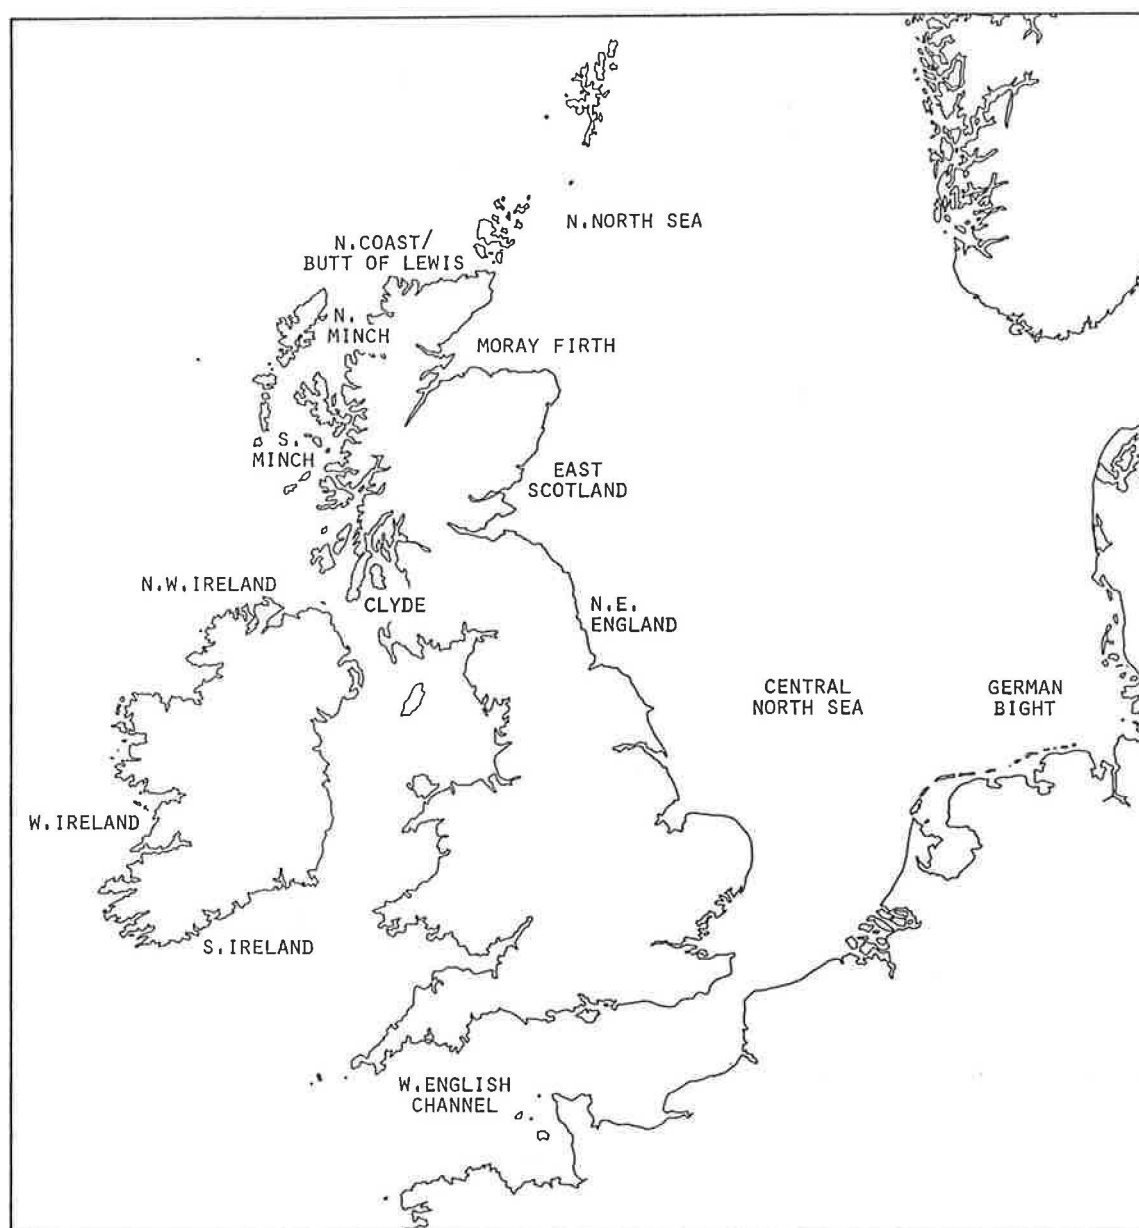 N.NORTH SEA
N.COAST/
BUTT OF LEWIS
N.
MINCH
MORAY FIRTH
S.
MINCH
EAST
SCOTLAND
N.W.IRELAND
CLYDE
N.E.
ENGLAND
CENTRAL
NORTH SEA
GERMAN
BIGHT
W.IRELAND
S.IRELAND
W.ENGLISH
CHANNEL